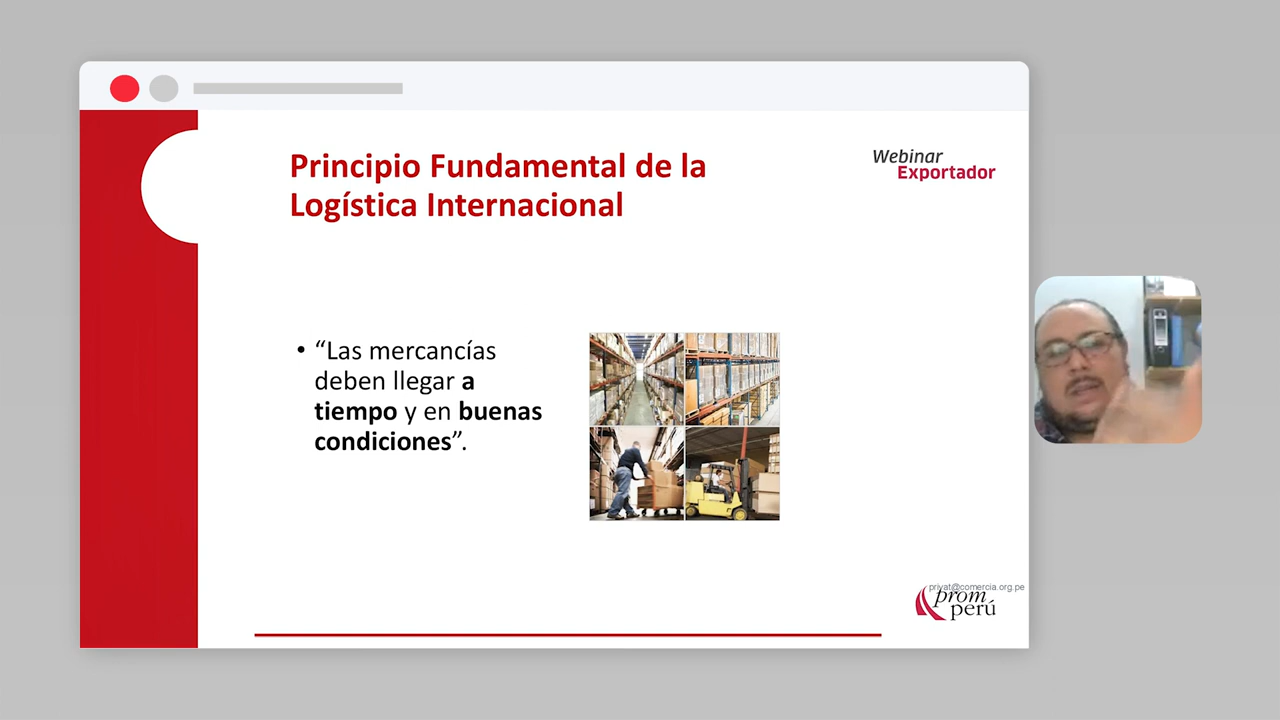 Principio Fundamental de la
Logística Internacional
Webinar
Exportador
• “Las mercancías
deben llegar a
tiempo y en buenas
condiciones”.
privat@comercia.org.pe
prom
perú